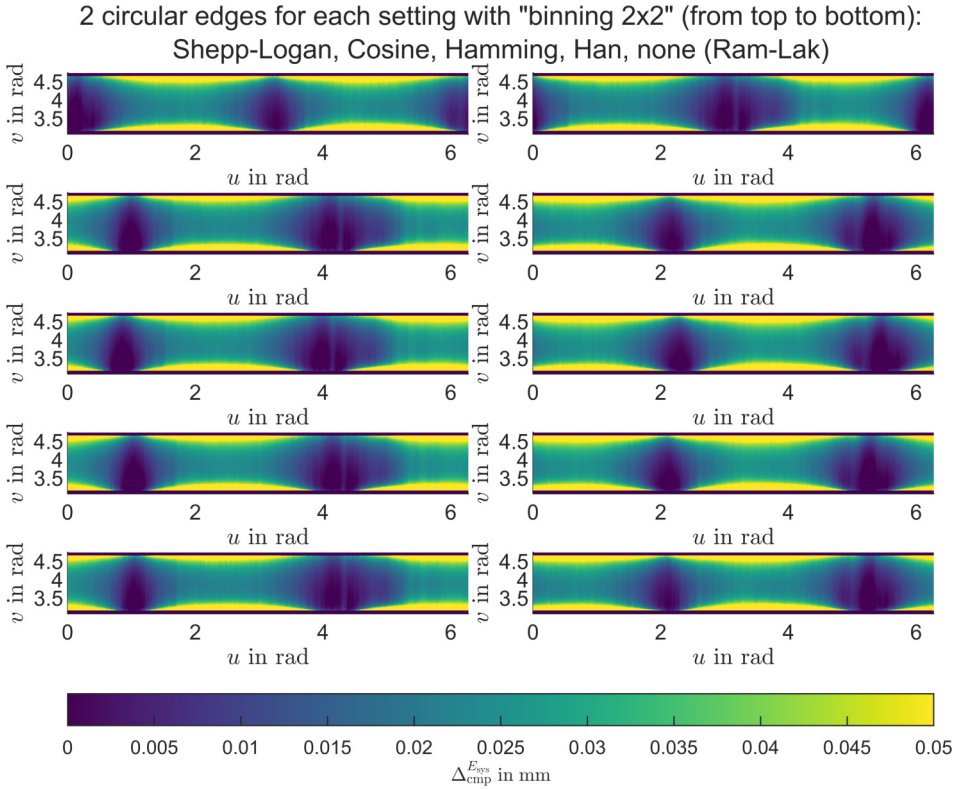 2 circular edges for each setting with "binning 2x2" (from top to bottom):
Shepp-Logan, Cosine, Hamming, Han, none (Ram-Lak)
v in rad
4.5
4
3.5
0 2 4 6
u in rad
v in rad
4.5
4
3.5
0 2 4 6
u in rad
v in rad
4.5
4
3.5
0 2 4 6
u in rad
v in rad
4.5
4
3.5
0 2 4 6
u in rad
v in rad
4.5
4
3.5
0 2 4 6
u in rad
v in rad
4.5
4
3.5
0 2 4 6
u in rad
v in rad
4.5
4
3.5
0 2 4 6
u in rad
v in rad
4.5
4
3.5
0 2 4 6
u in rad
v in rad
4.5
4
3.5
0 2 4 6
u in rad
v in rad
4.5
4
3.5
0 2 4 6
u in rad
0 0.005 0.01 0.015 0.02 0.025 0.03 0.035 0.04 0.045 0.05
Δ_cmp^E_sys in mm